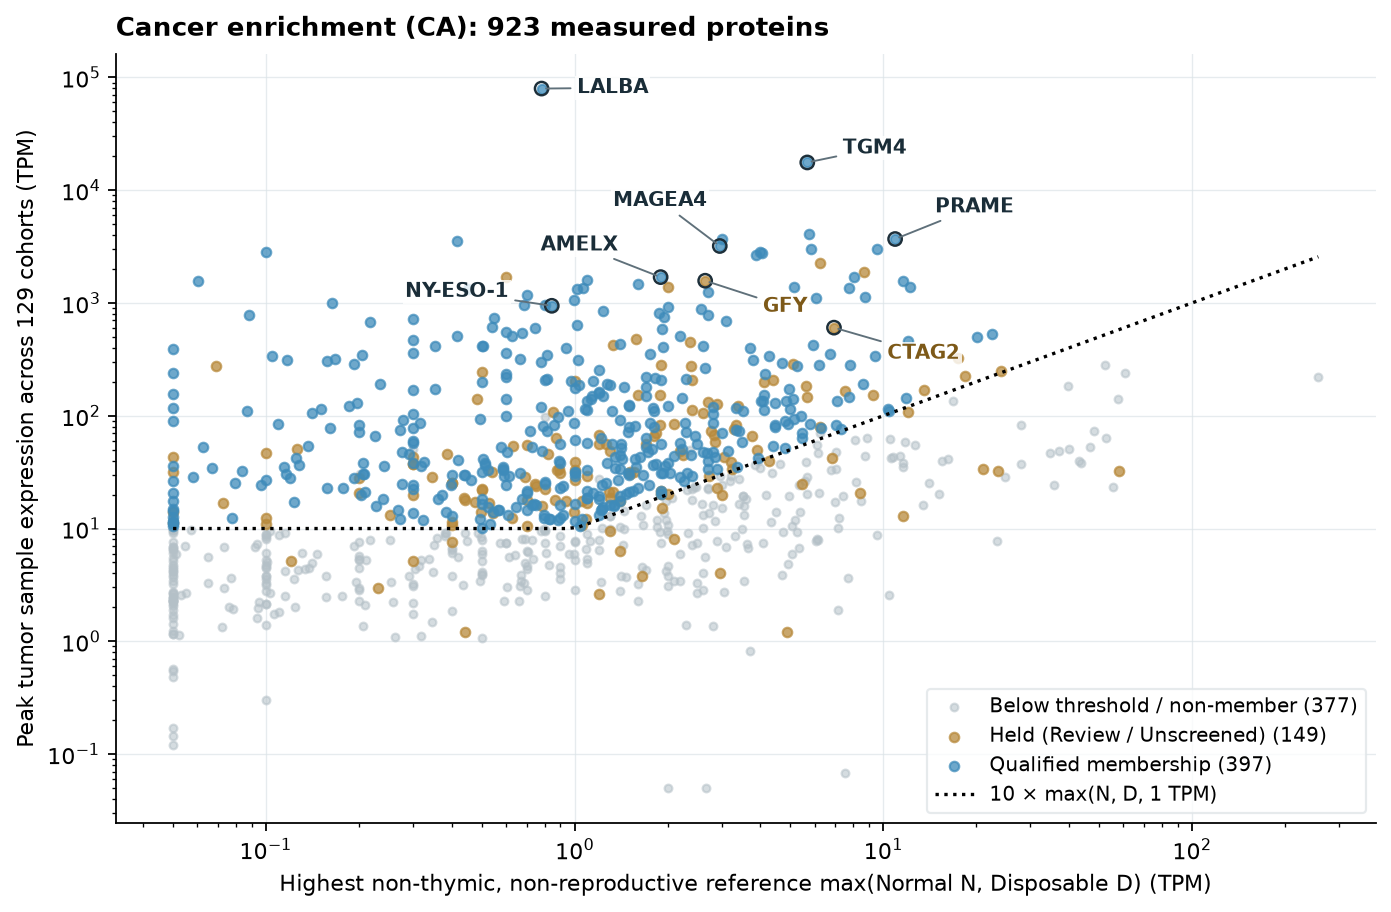 Cancer enrichment (CA): 923 measured proteins
Peak tumor sample expression across 129 cohorts (TPM)
10⁵
10⁴
10³
10²
10¹
10⁰
10⁻¹
LALBA
TGM4
MAGEA4
PRAME
AMELX
NY-ESO-1
GFY
CTAG2
Below threshold / non-member (377)
Held (Review / Unscreened) (149)
Qualified membership (397)
10 × max(N, D, 1 TPM)
10⁻¹ 10⁰ 10¹ 10²
Highest non-thymic, non-reproductive reference max(Normal N, Disposable D) (TPM)